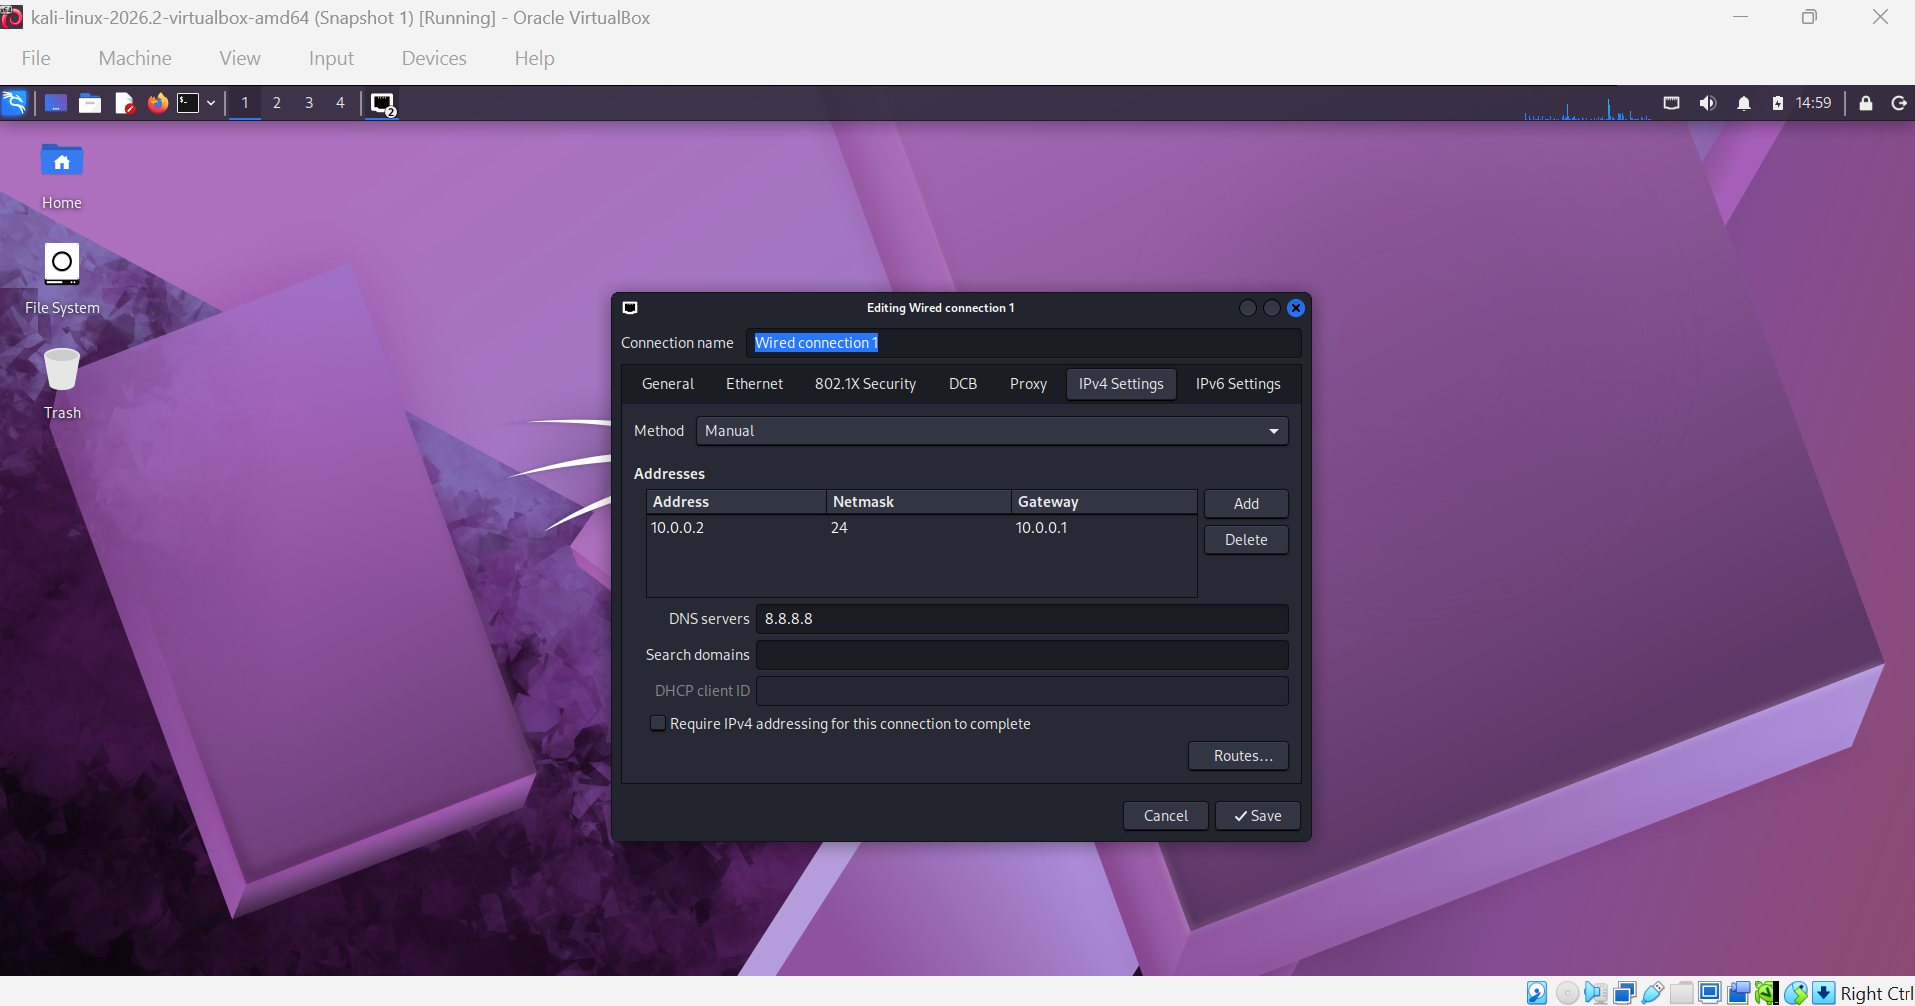 kali-linux-2026.2-virtualbox-amd64 (Snapshot 1) [Running] - Oracle VirtualBox
File Machine View Input Devices Help
1 2 3 4 2 14:59
Home
File System
Trash
Editing Wired connection 1
Connection name Wired connection 1
General Ethernet 802.1X Security DCB Proxy IPv4 Settings IPv6 Settings
Method Manual
Addresses
Address Netmask Gateway Add
10.0.0.2 24 10.0.0.1
Delete
DNS servers 8.8.8.8
Search domains
DHCP client ID
Require IPv4 addressing for this connection to complete
Routes…
Cancel Save
Right Ctrl